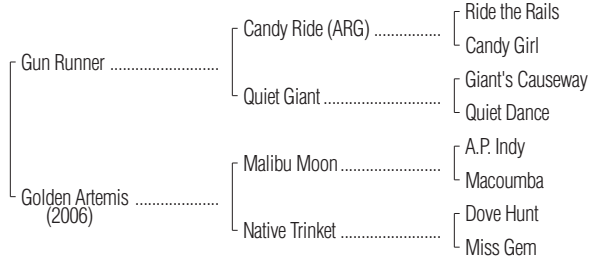 Ride the Rails
Candy Ride (ARG) ................
Candy Girl
Gun Runner ..........................
Giant's Causeway
Quiet Giant ............................
Quiet Dance
A.P. Indy
Malibu Moon ........................
Macoumba
Golden Artemis ....................
(2006)
Dove Hunt
Native Trinket ........................
Miss Gem